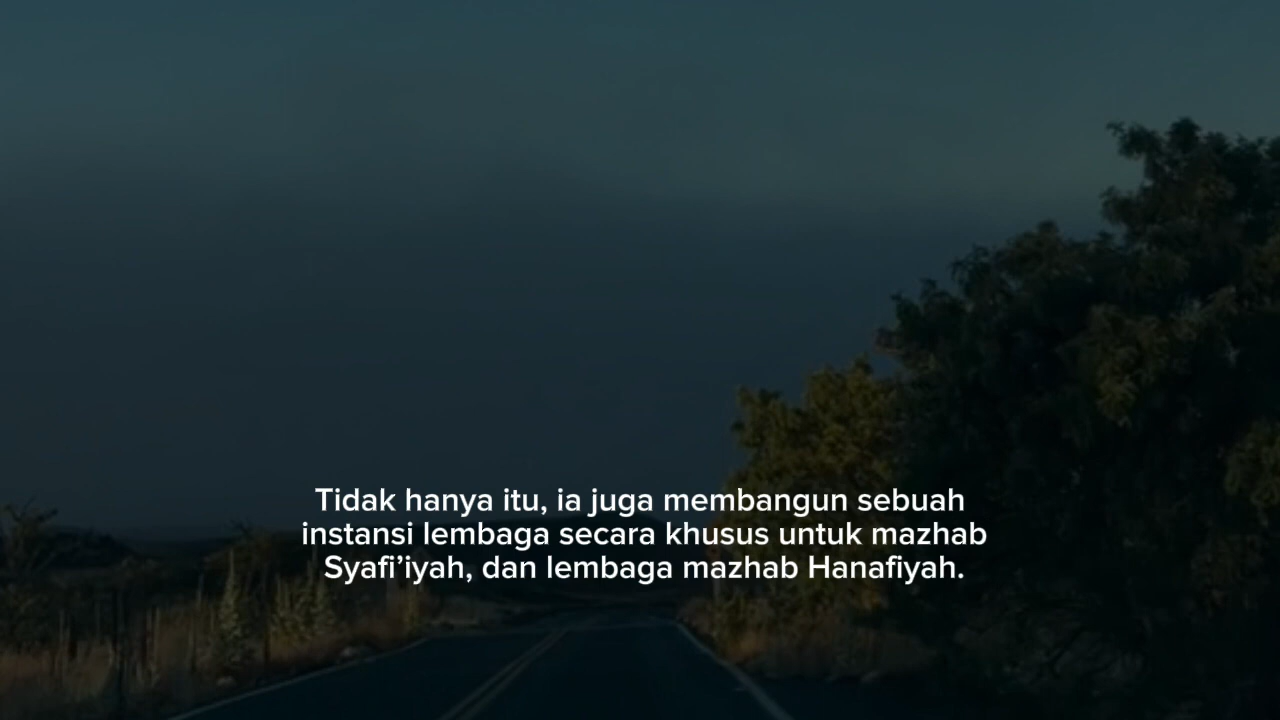 Tidak hanya itu, ia juga membangun sebuah
instansi lembaga secara khusus untuk mazhab
Syafi’iyah, dan lembaga mazhab Hanafiyah.